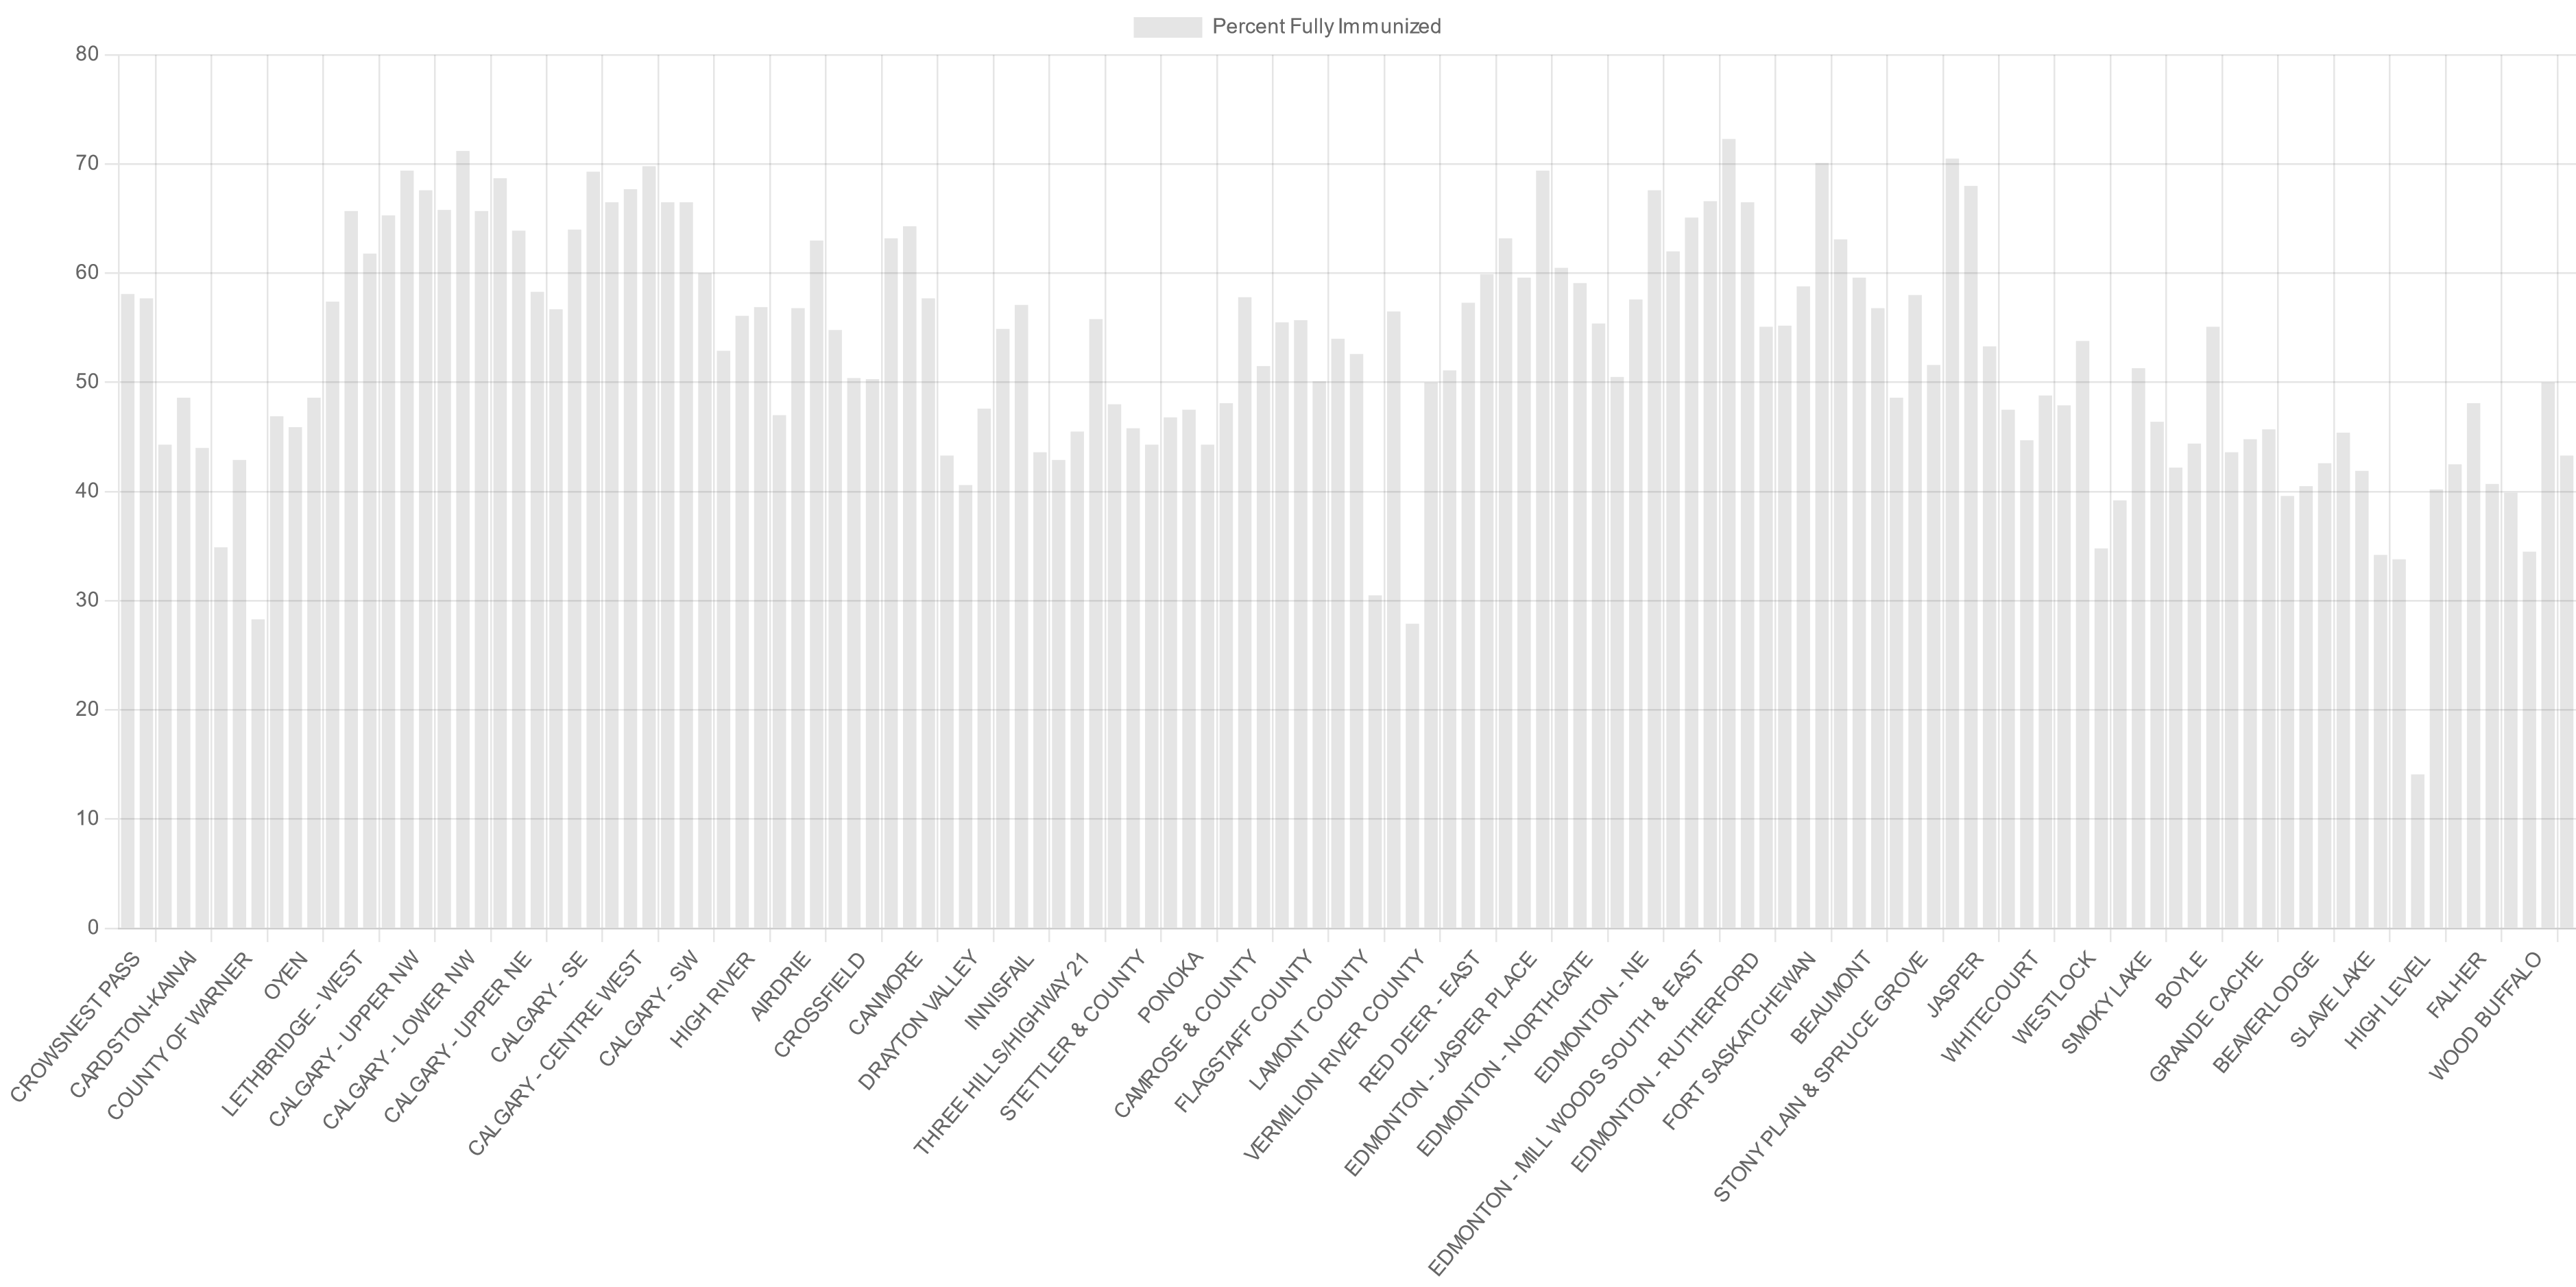 Percent Fully Immunized
80
70
60
50
40
30
20
10
0
CROWSNEST PASS
CARDSTON-KAINAI
COUNTY OF WARNER
OYEN
LETHBRIDGE - WEST
CALGARY - UPPER NW
CALGARY - LOWER NW
CALGARY - UPPER NE
CALGARY - SE
CALGARY - CENTRE WEST
CALGARY - SW
HIGH RIVER
AIRDRIE
CROSSFIELD
CANMORE
DRAYTON VALLEY
INNISFAIL
THREE HILLS/HIGHWAY 21
STETTLER & COUNTY
PONOKA
CAMROSE & COUNTY
FLAGSTAFF COUNTY
LAMONT COUNTY
VERMILION RIVER COUNTY
RED DEER - EAST
EDMONTON - JASPER PLACE
EDMONTON - NORTHGATE
EDMONTON - NE
EDMONTON - MILL WOODS SOUTH & EAST
EDMONTON - RUTHERFORD
FORT SASKATCHEWAN
BEAUMONT
STONY PLAIN & SPRUCE GROVE
JASPER
WHITECOURT
WESTLOCK
SMOKY LAKE
BOYLE
GRANDE CACHE
BEAVERLODGE
SLAVE LAKE
HIGH LEVEL
FALHER
WOOD BUFFALO